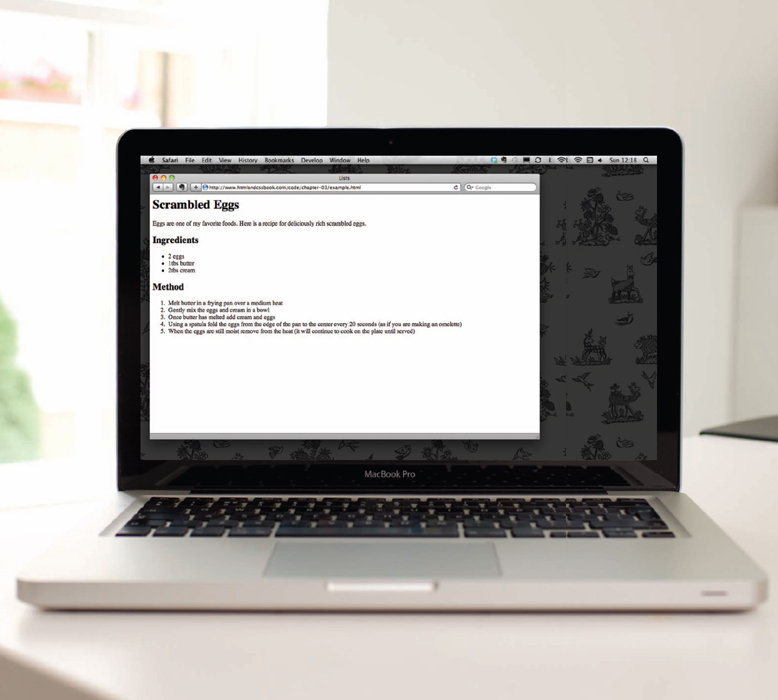 Safari File Edit View History Bookmarks Develop Window Help Sun 12:18
Lists
http://www.htmlandcssbook.com/code/chapter-03/example.html Google
Scrambled Eggs
Eggs are one of my favorite foods. Here is a recipe for deliciously rich scrambled eggs.
Ingredients
• 2 eggs
• 1tbs butter
• 2tbs cream
Method
1. Melt butter in a frying pan over a medium heat
2. Gently mix the eggs and cream in a bowl
3. Once butter has melted add cream and eggs
4. Using a spatula fold the eggs from the edge of the pan to the center every 20 seconds (as if you are making an omelette)
5. When the eggs are still moist remove from the heat (it will continue to cook on the plate until served)
MacBook Pro